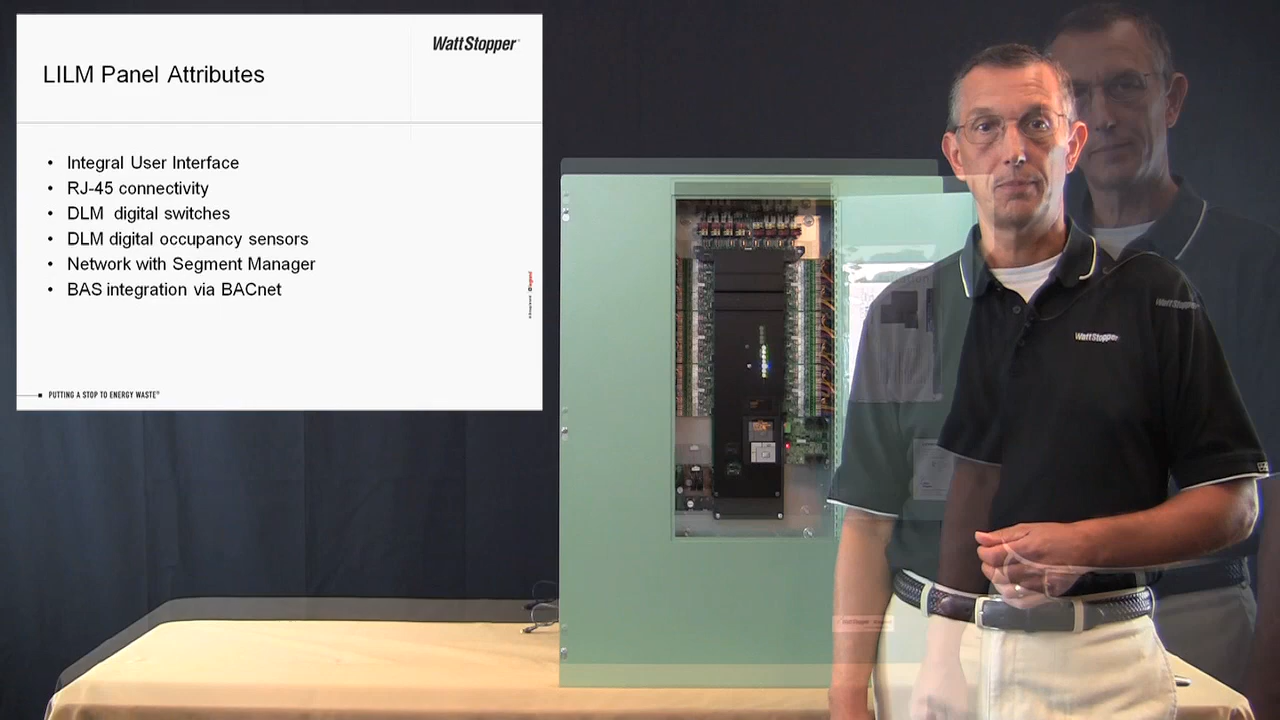 WattStopper®
LILM Panel Attributes
• Integral User Interface
• RJ-45 connectivity
• DLM digital switches
• DLM digital occupancy sensors
• Network with Segment Manager
• BAS integration via BACnet
PUTTING A STOP TO ENERGY WASTE®
WattStopper
WattStopper